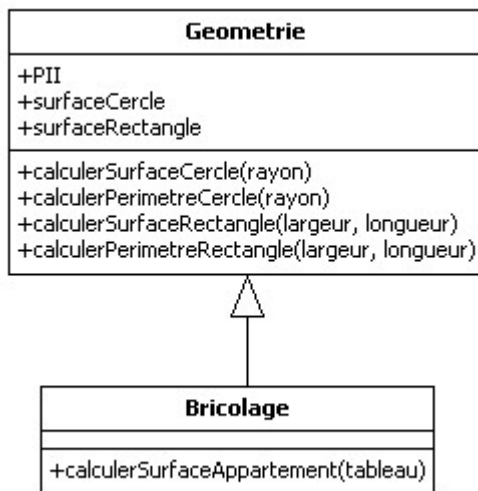 Geometrie
+PII
+surfaceCercle
+surfaceRectangle
+calculerSurfaceCercle(rayon)
+calculerPerimetreCercle(rayon)
+calculerSurfaceRectangle(largeur, longueur)
+calculerPerimetreRectangle(largeur, longueur)
Bricolage
+calculerSurfaceAppartement(tableau)